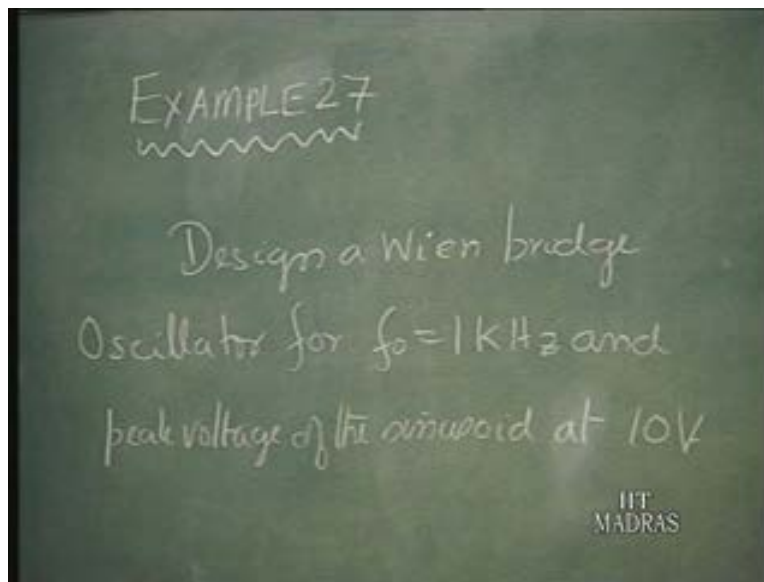 EXAMPLE 27
Design a Wien bridge
Oscillator for fo = 1 KHz and
peak voltage of the sinusoid at 10V
IIT
MADRAS